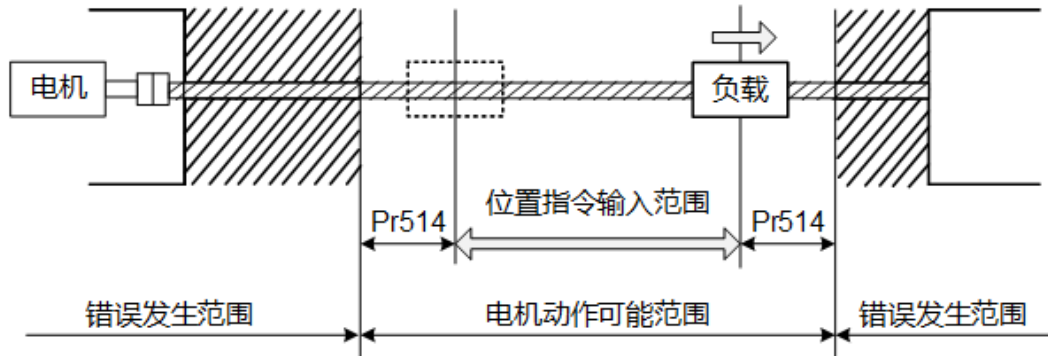 电机
负载
位置指令输入范围
Pr514
Pr514
错误发生范围
电机动作可能范围
错误发生范围